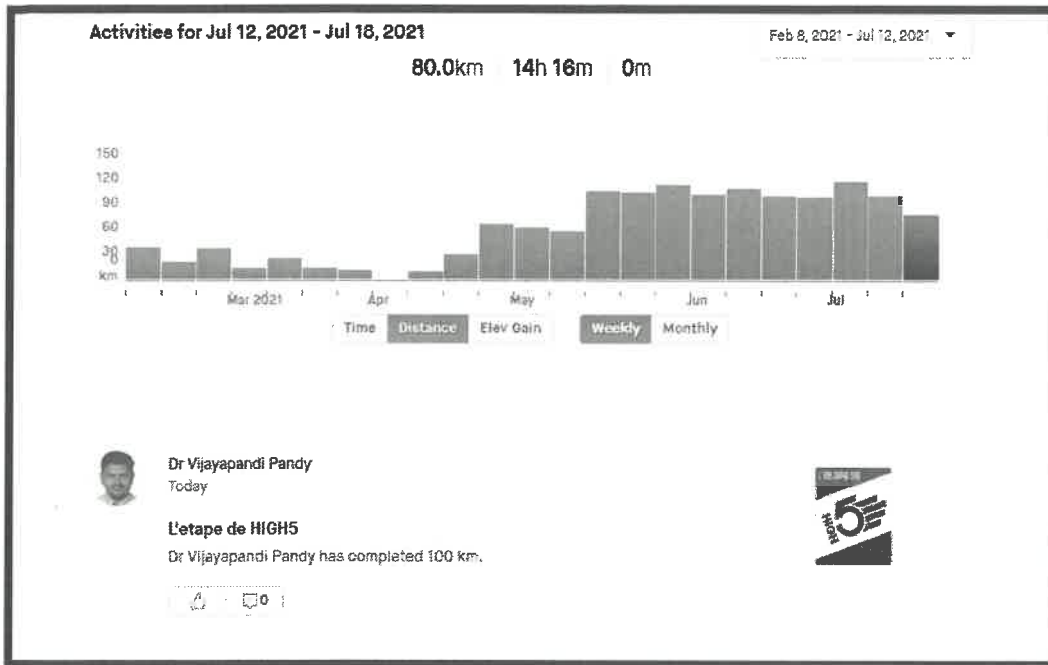 Activities for Jul 12, 2021 - Jul 18, 2021
Feb 8, 2021 - Jul 12, 2021
80.0km 14h 16m 0m
150
120
90
60
30
0
km
Mar 2021 Apr May Jun Jul
Time Distance Elev Gain Weekly Monthly
Dr Vijayapandi Pandy
Today
L'etape de HIGH5
Dr Vijayapandi Pandy has completed 100 km.
0
HIGH5